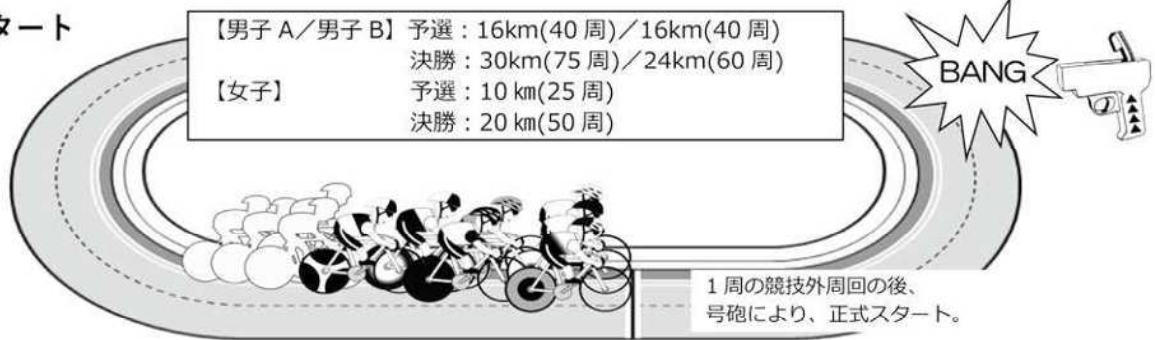 タート
【男子 A／男子 B】予選：16km(40 周)／16km(40 周)
決勝：30km(75 周)／24km(60 周)
【女子】 予選：10 ㎞(25 周)
決勝：20 ㎞(50 周)
BANG
1 周の競技外周回の後、
号砲により、正式スタート。